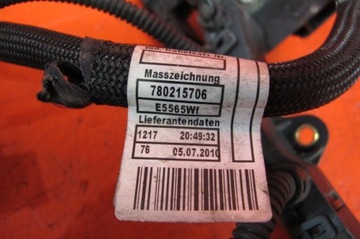 Masszeichnung
780215706
E5565Wf
Lieferantendaten
1217 20:49:32
76 05.07.2010